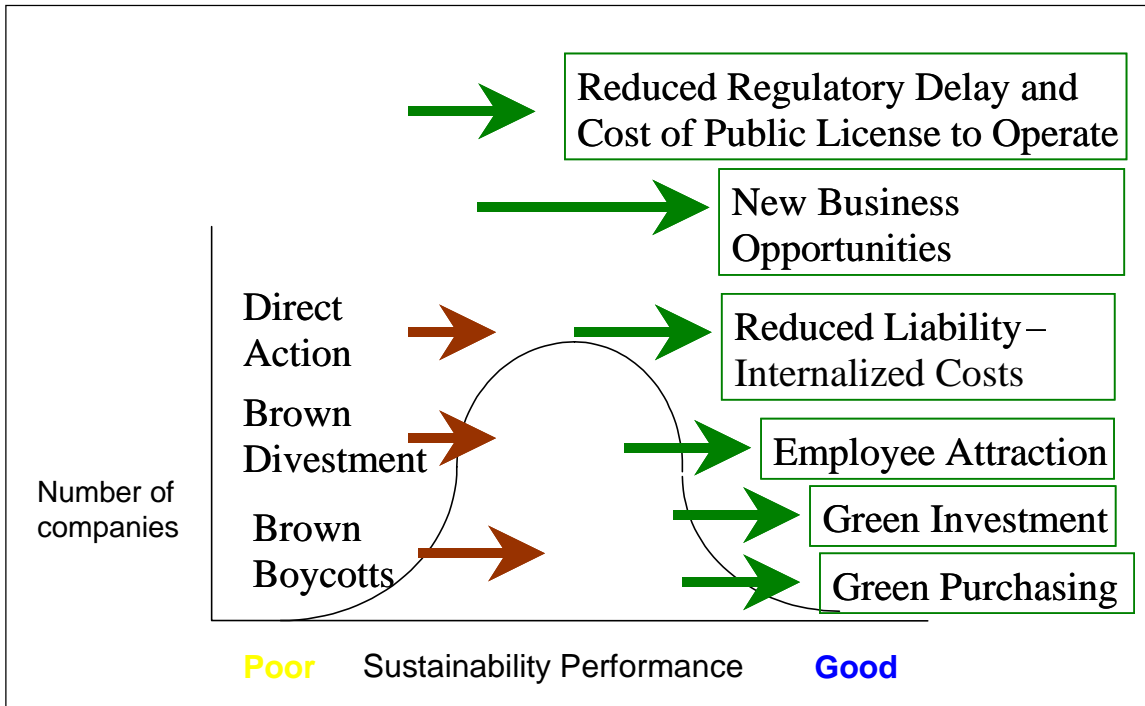 Reduced Regulatory Delay and
Cost of Public License to Operate
New Business
Opportunities
Direct
Action
Reduced Liability–
Internalized Costs
Brown
Divestment
Employee Attraction
Number of
companies
Green Investment
Brown
Boycotts
Green Purchasing
Poor Sustainability Performance Good